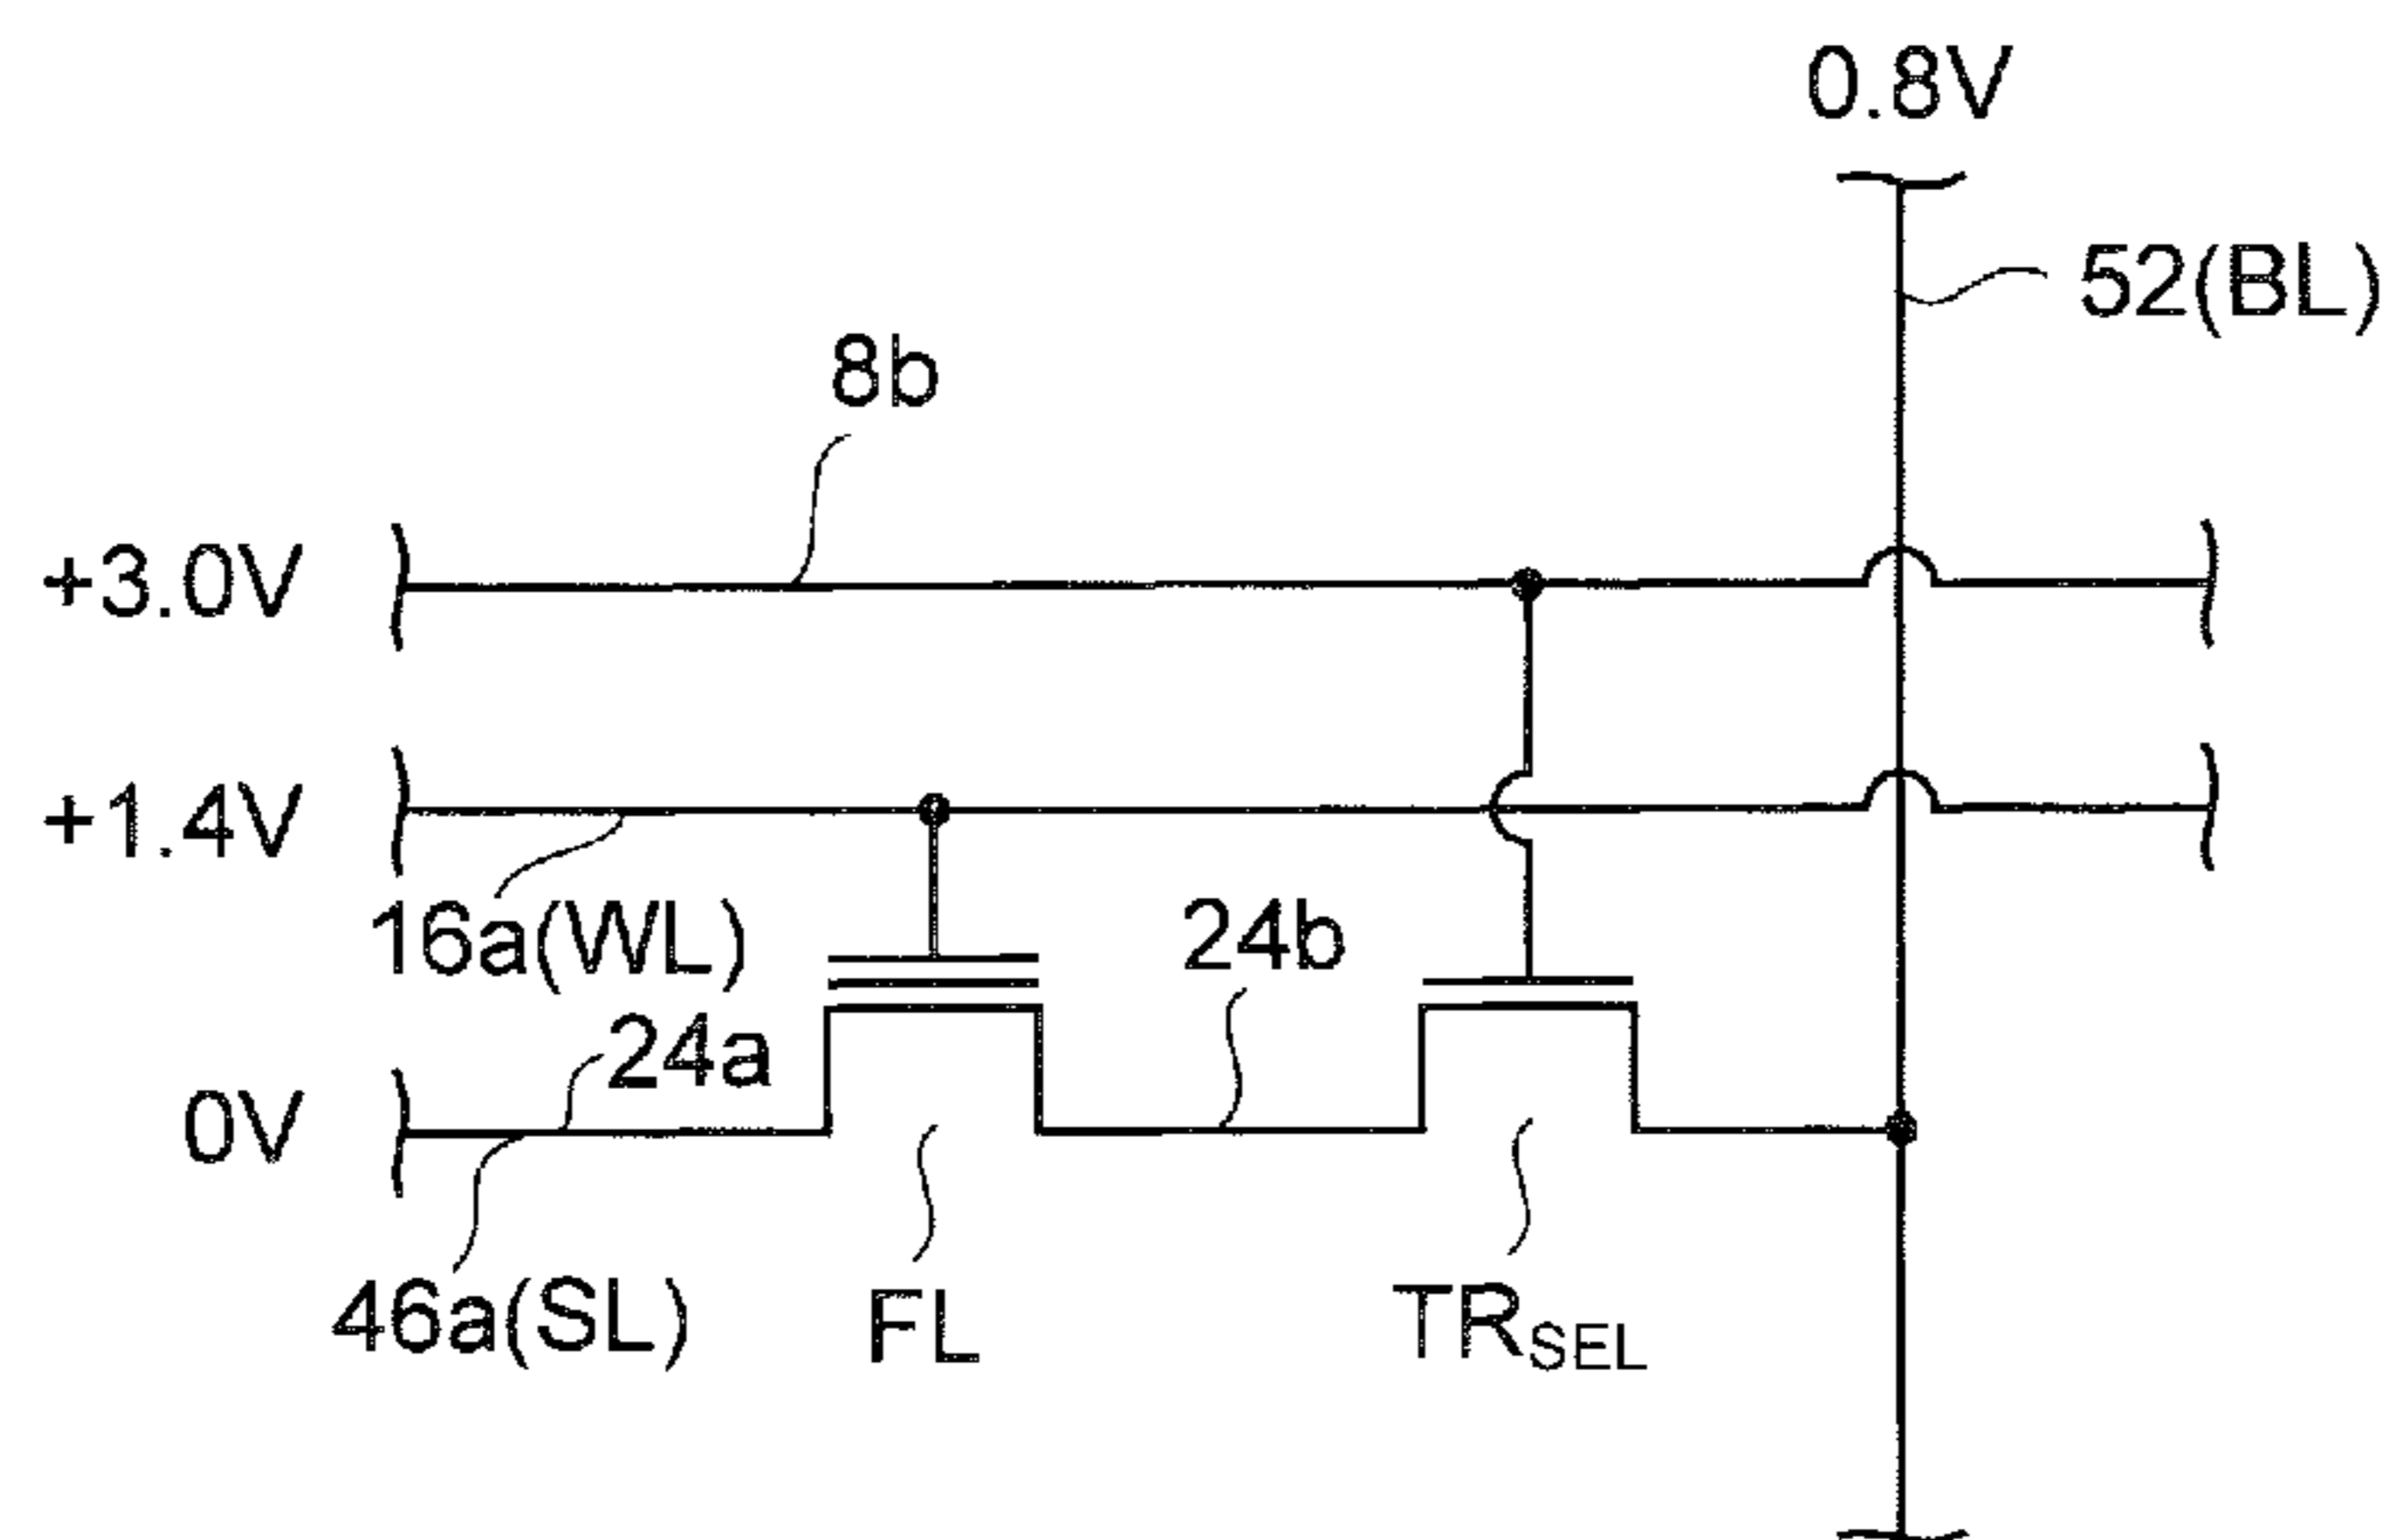 0.8V
52(BL)
8b
+3.0V
+1.4V
16a(WL)
24b
24a
0V
46a(SL)
FL
TRSEL